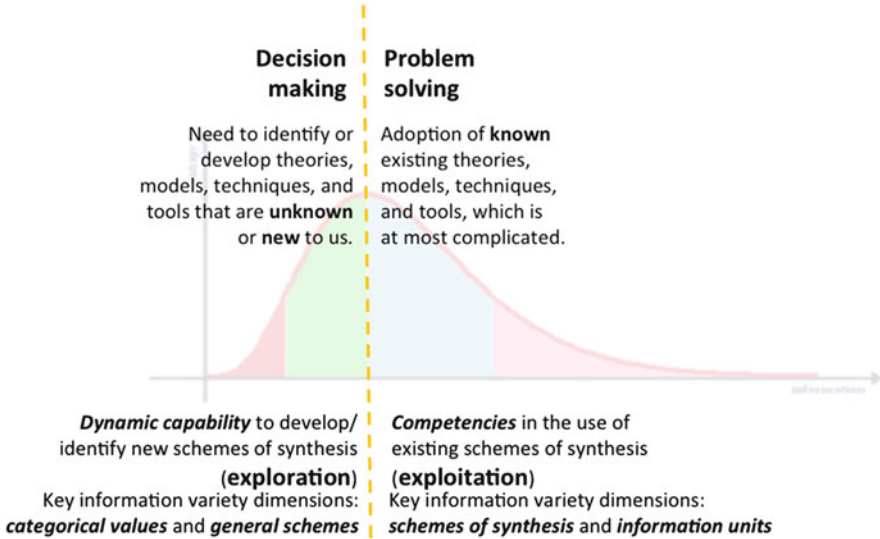 Decision
making
Need to identify or
develop theories,
models, techniques, and
tools that are unknown
or new to us.
Problem
solving
Adoption of known
existing theories,
models, techniques,
and tools, which is
at most complicated.
information
Dynamic capability to develop/
identify new schemes of synthesis
(exploration)
Key information variety dimensions:
categorical values and general schemes
Competencies in the use of
existing schemes of synthesis
(exploitation)
Key information variety dimensions:
schemes of synthesis and information units